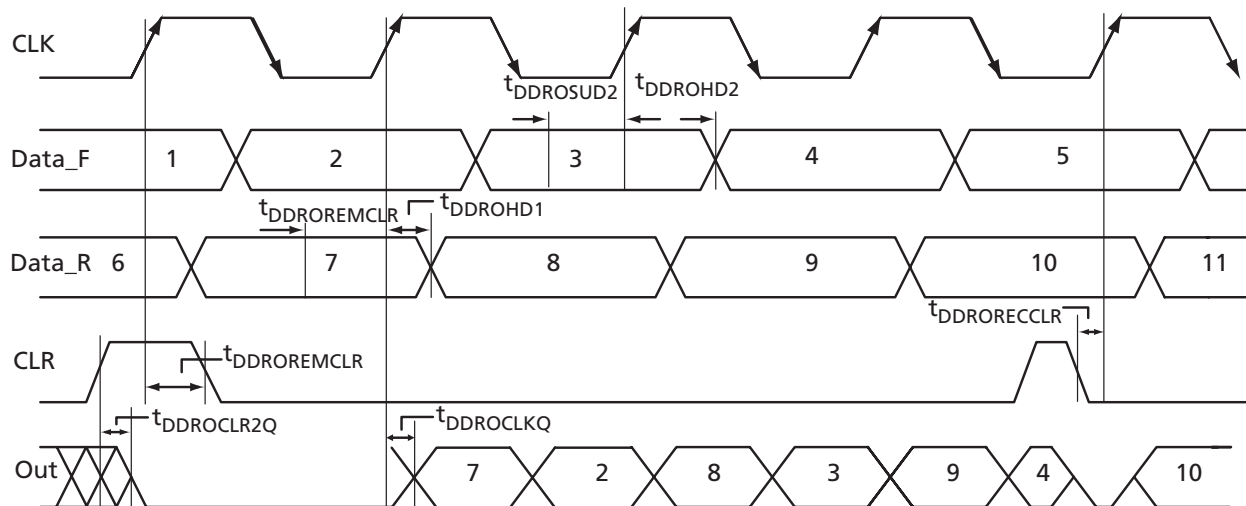 CLK
tDDROSUD2 tDDROHD2
Data_F 1 2 3 4 5
tDDROREMCLR tDDROHD1
Data_R 6 7 8 9 10 11
tDDRORECCLR
CLR tDDROREMCLR
tDDROCLR2Q tDDROCLKQ
Out 7 2 8 3 9 4 10